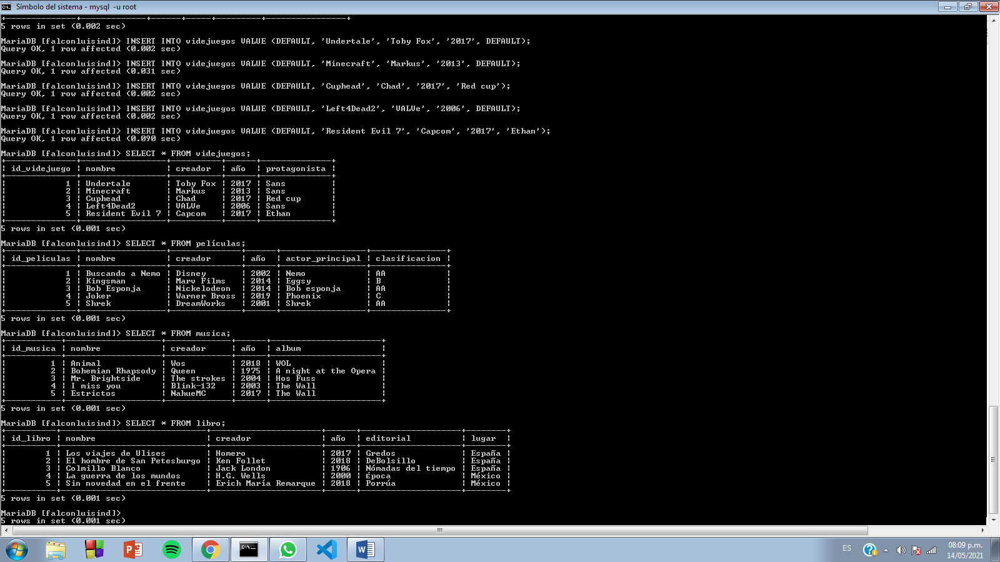 Símbolo del sistema - mysql  -u root
+--------------+-------------+------+-----+---------+----------------+
5 rows in set (0.002 sec)
MariaDB [falconluisind]> INSERT INTO videjuegos VALUE (DEFAULT, 'Undertale', 'Toby Fox', '2017', DEFAULT);
Query OK, 1 row affected (0.002 sec)
MariaDB [falconluisind]> INSERT INTO videjuegos VALUE (DEFAULT, 'Minecraft', 'Markus', '2013', DEFAULT);
Query OK, 1 row affected (0.031 sec)
MariaDB [falconluisind]> INSERT INTO videjuegos VALUE (DEFAULT, 'Cuphead', 'Chad', '2017', 'Red cup');
Query OK, 1 row affected (0.002 sec)
MariaDB [falconluisind]> INSERT INTO videjuegos VALUE (DEFAULT, 'Left4Dead2', 'VALVe', '2006', DEFAULT);
Query OK, 1 row affected (0.002 sec)
MariaDB [falconluisind]> INSERT INTO videjuegos VALUE (DEFAULT, 'Resident Evil 7', 'Capcom', '2017', 'Ethan');
Query OK, 1 row affected (0.090 sec)
MariaDB [falconluisind]> SELECT * FROM videjuegos;
+--------------+-----------------+----------+------+--------------+
| id_videjuego | nombre          | creador  | año  | protagonista |
+--------------+-----------------+----------+------+--------------+
|            1 | Undertale       | Toby Fox | 2017 | Sans         |
|            2 | Minecraft       | Markus   | 2013 | Sans         |
|            3 | Cuphead         | Chad     | 2017 | Red cup      |
|            4 | Left4Dead2      | VALVe    | 2006 | Sans         |
|            5 | Resident Evil 7 | Capcom   | 2017 | Ethan        |
+--------------+-----------------+----------+------+--------------+
5 rows in set (0.001 sec)
MariaDB [falconluisind]> SELECT * FROM películas;
+--------------+-----------------+--------------+------+-----------------+---------------+
| id_peliculas | nombre          | creador      | año  | actor_principal | clasificacion |
+--------------+-----------------+--------------+------+-----------------+---------------+
|            1 | Buscando a Nemo | Disney       | 2002 | Nemo            | AA            |
|            2 | Kingsman        | Marv Films   | 2014 | Eggsy           | B             |
|            3 | Bob Esponja     | Nickelodeon  | 2014 | Bob esponja     | AA            |
|            4 | Joker           | Warner Bross | 2019 | Phoenix         | C             |
|            5 | Shrek           | DreamWorks   | 2001 | Shrek           | AA            |
+--------------+-----------------+--------------+------+-----------------+---------------+
5 rows in set (0.001 sec)
MariaDB [falconluisind]> SELECT * FROM musica;
+-----------+-------------------+-------------+------+----------------------+
| id_musica | nombre            | creador     | año  | album                |
+-----------+-------------------+-------------+------+----------------------+
|         1 | Animal            | Wos         | 2018 | WOL                  |
|         2 | Bohemian Rhapsody | Queen       | 1975 | A night at the Opera |
|         3 | Mr. Brightside    | The strokes | 2004 | Hos Fuss             |
|         4 | I miss you        | Blink-132   | 2003 | The Wall             |
|         5 | Estrictos         | NahueMC     | 2017 | The Wall             |
+-----------+-------------------+-------------+------+----------------------+
5 rows in set (0.001 sec)
MariaDB [falconluisind]> SELECT * FROM libro;
+----------+----------------------------+----------------------+------+--------------------+--------+
| id_libro | nombre                     | creador              | año  | editorial          | lugar  |
+----------+----------------------------+----------------------+------+--------------------+--------+
|        1 | Los viajes de Ulises       | Homero               | 2017 | Gredos             | España |
|        2 | El hombre de San Petesburgo | Ken Follet           | 2018 | DeBolsillo         | España |
|        3 | Colmillo Blanco            | Jack London          | 1906 | Nómadas del tiempo | España |
|        4 | La guerra de los mundos    | H.G. Wells           | 2000 | Época              | México |
|        5 | Sin novedad en el frente   | Erich María Remarque | 2018 | Porrúa             | México |
+----------+----------------------------+----------------------+------+--------------------+--------+
5 rows in set (0.001 sec)
MariaDB [falconluisind]>
5 rows in set (0.001 sec)
ES
08:09 p.m.
14/05/2021